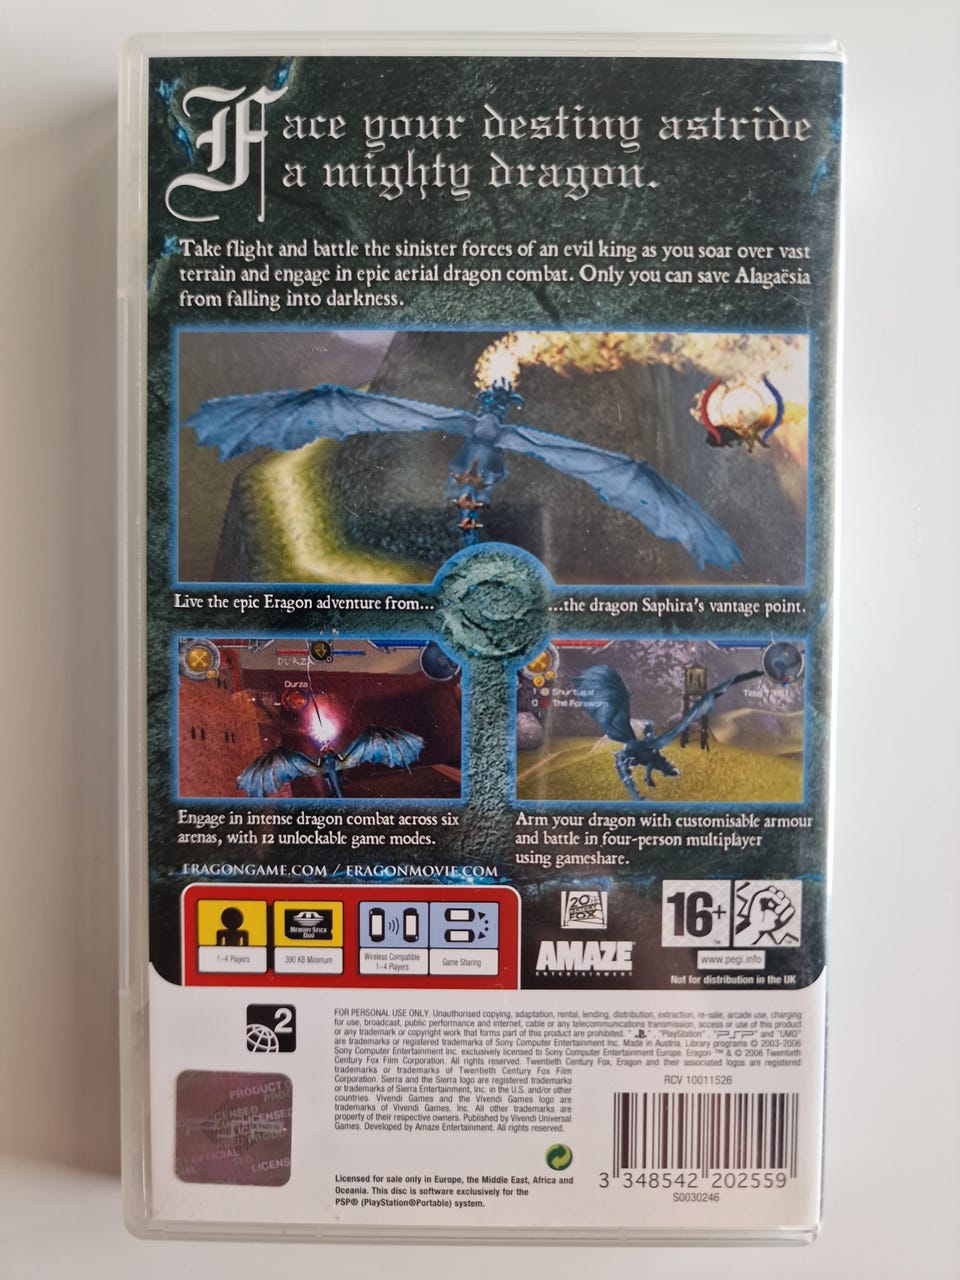 Face your destiny astride
a mighty dragon.
Take flight and battle the sinister forces of an evil king as you soar over vast
terrain and engage in epic aerial dragon combat. Only you can save Alagaësia
from falling into darkness.
Live the epic Eragon adventure from...
...the dragon Saphira's vantage point.
DURZA
Durza
1 Shur'tugal
0 The Forsworn
Engage in intense dragon combat across six
arenas, with 12 unlockable game modes.
Arm your dragon with customisable armour
and battle in four-person multiplayer
using gameshare.
ERAGONGAME.COM / ERAGONMOVIE.COM
1-4 Players
MEMORY STICK
DUO
390 KB Minimum
Wireless Compatible
1-4 Players
Game Sharing
20th
CENTURY
FOX
AMAZE
ENTERTAINMENT
16+
www.pegi.info
Not for distribution in the UK
2
FOR PERSONAL USE ONLY. Unauthorised copying, adaptation, rental, lending, distribution, extraction, re-sale, arcade use, charging
for use, broadcast, public performance and internet, cable or any telecommunications transmission, access or use of this product
or any trademark or copyright work that forms part of this product are prohibited. " ", "PlayStation", "PSP" and "UMD"
are trademarks or registered trademarks of Sony Computer Entertainment Inc. Made in Austria. Library programs © 2003-2006
Sony Computer Entertainment Inc. exclusively licensed to Sony Computer Entertainment Europe. Eragon ™ & © 2006 Twentieth
Century Fox Film Corporation. All rights reserved. Twentieth Century Fox, Eragon and their associated logos are registered
trademarks or trademarks of Twentieth Century Fox Film
Corporation. Sierra and the Sierra logo are registered trademarks
or trademarks of Sierra Entertainment, Inc. in the U.S. and/or other
countries. Vivendi Games and the Vivendi Games logo are
trademarks of Vivendi Games, Inc. All other trademarks are
property of their respective owners. Published by Vivendi Universal
Games. Developed by Amaze Entertainment. All rights reserved.
RCV 10011526
PRODUCT
LICENSED
OFFICIAL
LICENS
3 348542 202559
S0030246
Licensed for sale only in Europe, the Middle East, Africa and
Oceania. This disc is software exclusively for the
PSP® (PlayStation®Portable) system.